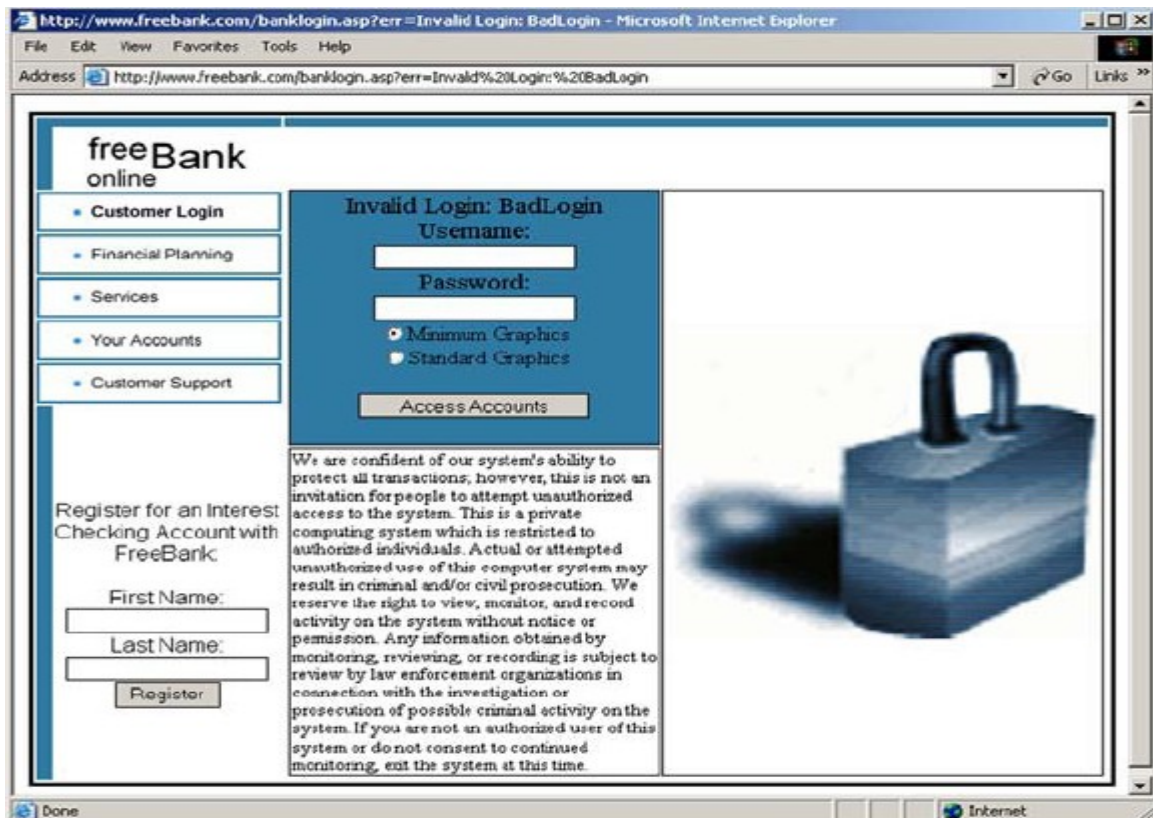 http://www.freebank.com/banklogin.asp?err=Invalid Login: BadLogin - Microsoft Internet Explorer
File Edit View Favorites Tools Help
Address http://www.freebank.com/banklogin.asp?err=Invalid%20Login:%20BadLogin Go Links »
free Bank
online
Customer Login
Financial Planning
Services
Your Accounts
Customer Support
Register for an Interest
Checking Account with
FreeBank:
First Name:
Last Name:
Register
Invalid Login: BadLogin
Username:
Password:
Minimum Graphics
Standard Graphics
Access Accounts
We are confident of our system's ability to
protect all transactions; however, this is not an
invitation for people to attempt unauthorized
access to the system. This is a private
computing system which is restricted to
authorized individuals. Actual or attempted
unauthorized use of this computer system may
result in criminal and/or civil prosecution. We
reserve the right to view, monitor, and record
activity on the system without notice or
permission. Any information obtained by
monitoring, reviewing, or recording is subject to
review by law enforcement organizations in
connection with the investigation or
prosecution of possible criminal activity on the
system. If you are not an authorized user of this
system or do not consent to continued
monitoring, exit the system at this time.
Done Internet